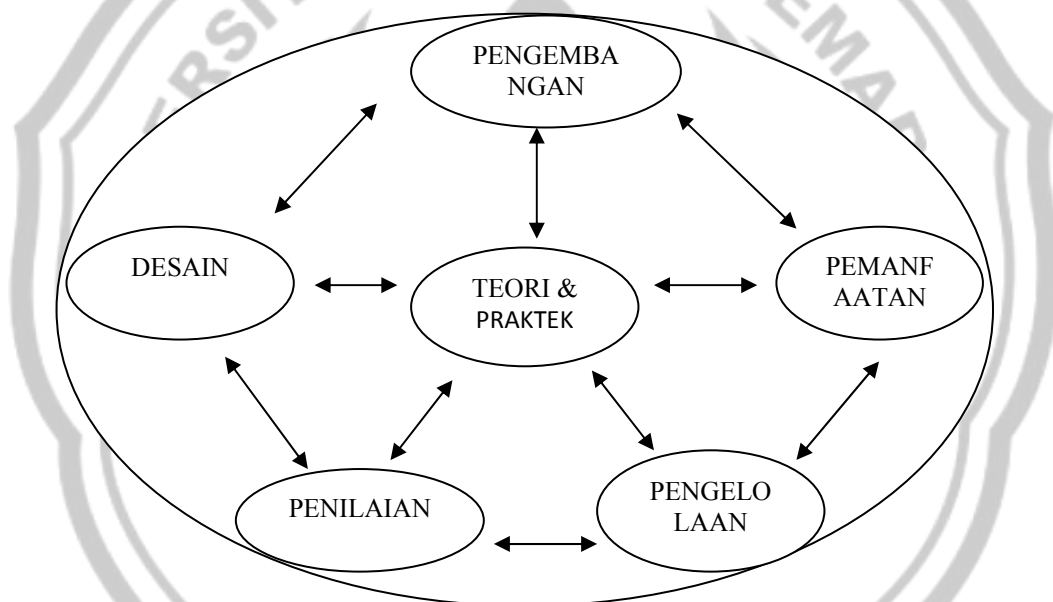 PENGEMBA
NGAN
DESAIN
TEORI &
PRAKTEK
PEMANF
AATAN
PENILAIAN
PENGELO
LAAN